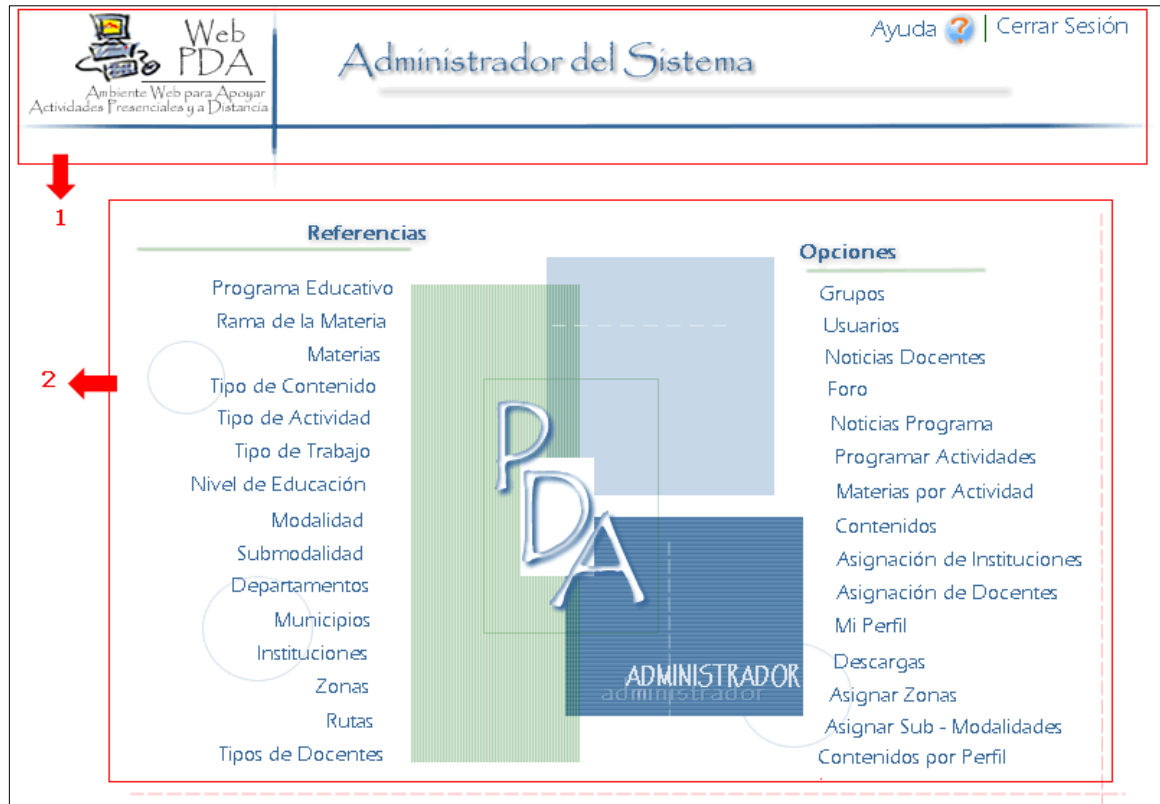 Web
PDA
Ambiente Web para Apoyar
Actividades Presenciales y a Distancia
Administrador del Sistema
Ayuda ? | Cerrar Sesión
1
2
Referencias
Programa Educativo
Rama de la Materia
Materias
Tipo de Contenido
Tipo de Actividad
Tipo de Trabajo
Nivel de Educación
Modalidad
Submodalidad
Departamentos
Municipios
Instituciones
Zonas
Rutas
Tipos de Docentes
PDA
ADMINISTRADOR
administrador
Opciones
Grupos
Usuarios
Noticias Docentes
Foro
Noticias Programa
Programar Actividades
Materias por Actividad
Contenidos
Asignación de Instituciones
Asignación de Docentes
Mi Perfil
Descargas
Asignar Zonas
Asignar Sub - Modalidades
Contenidos por Perfil